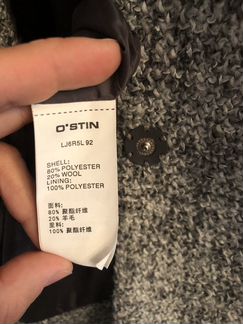 O'STIN
LJ6R5L 92
SHELL:
80% POLYESTER
20% WOOL
LINING:
100% POLYESTER
面料:
80% 聚酯纤维
20% 羊毛
里料:
100% 聚酯纤维